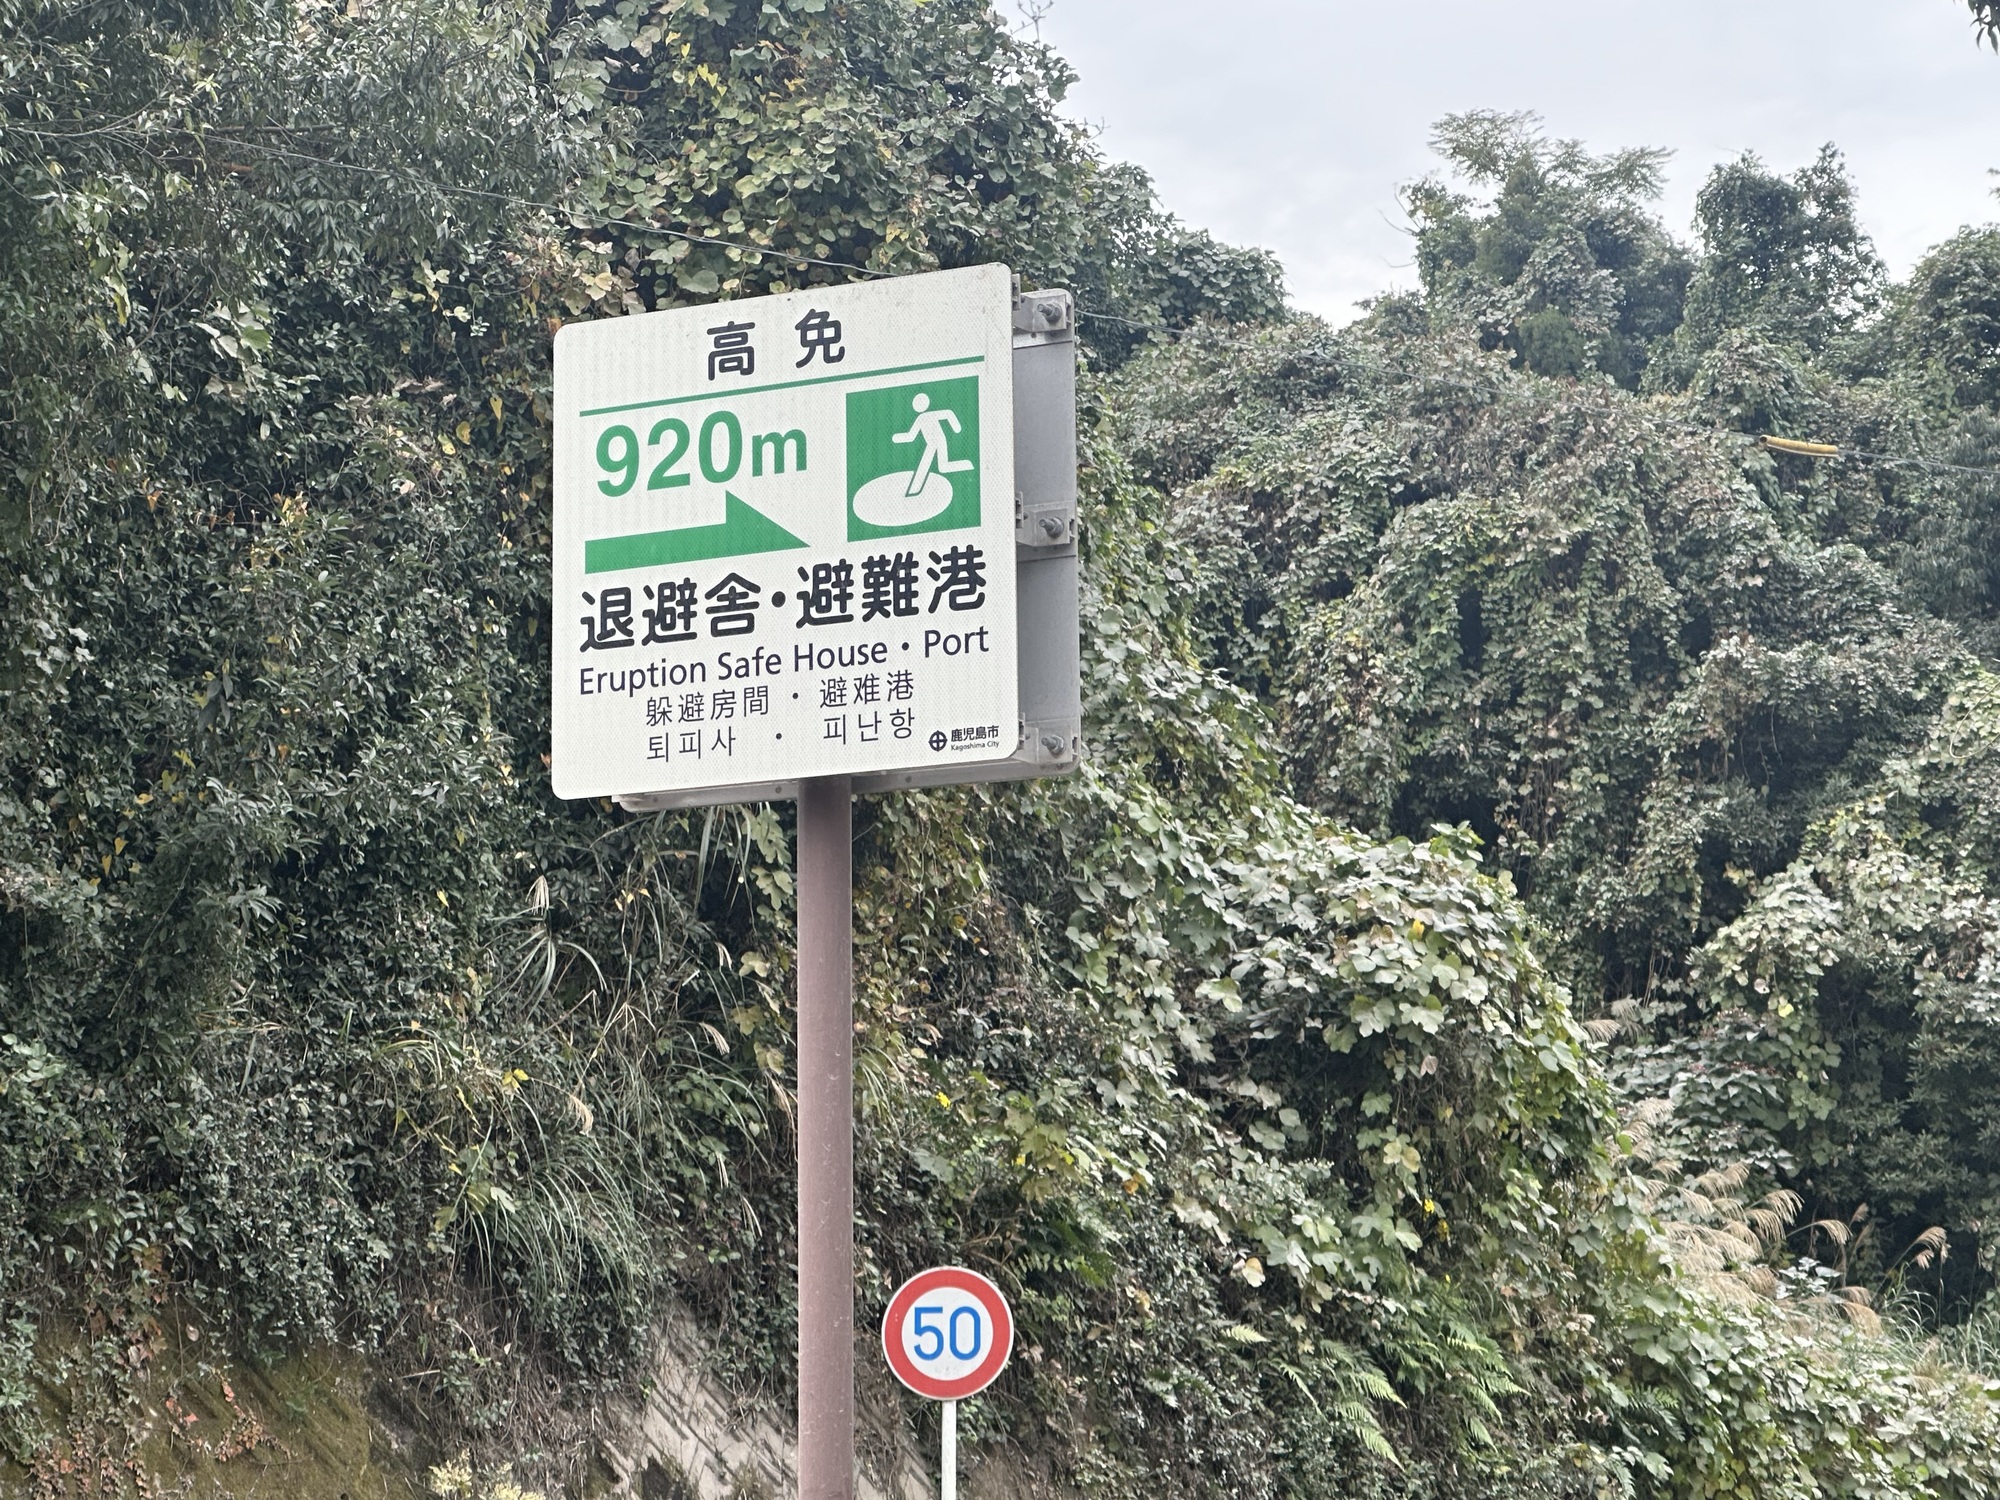 高免
920m
退避舎・避難港
Eruption Safe House・Port
躲避房間・避难港
퇴피사・피난항
鹿児島市
Kagoshima City
50